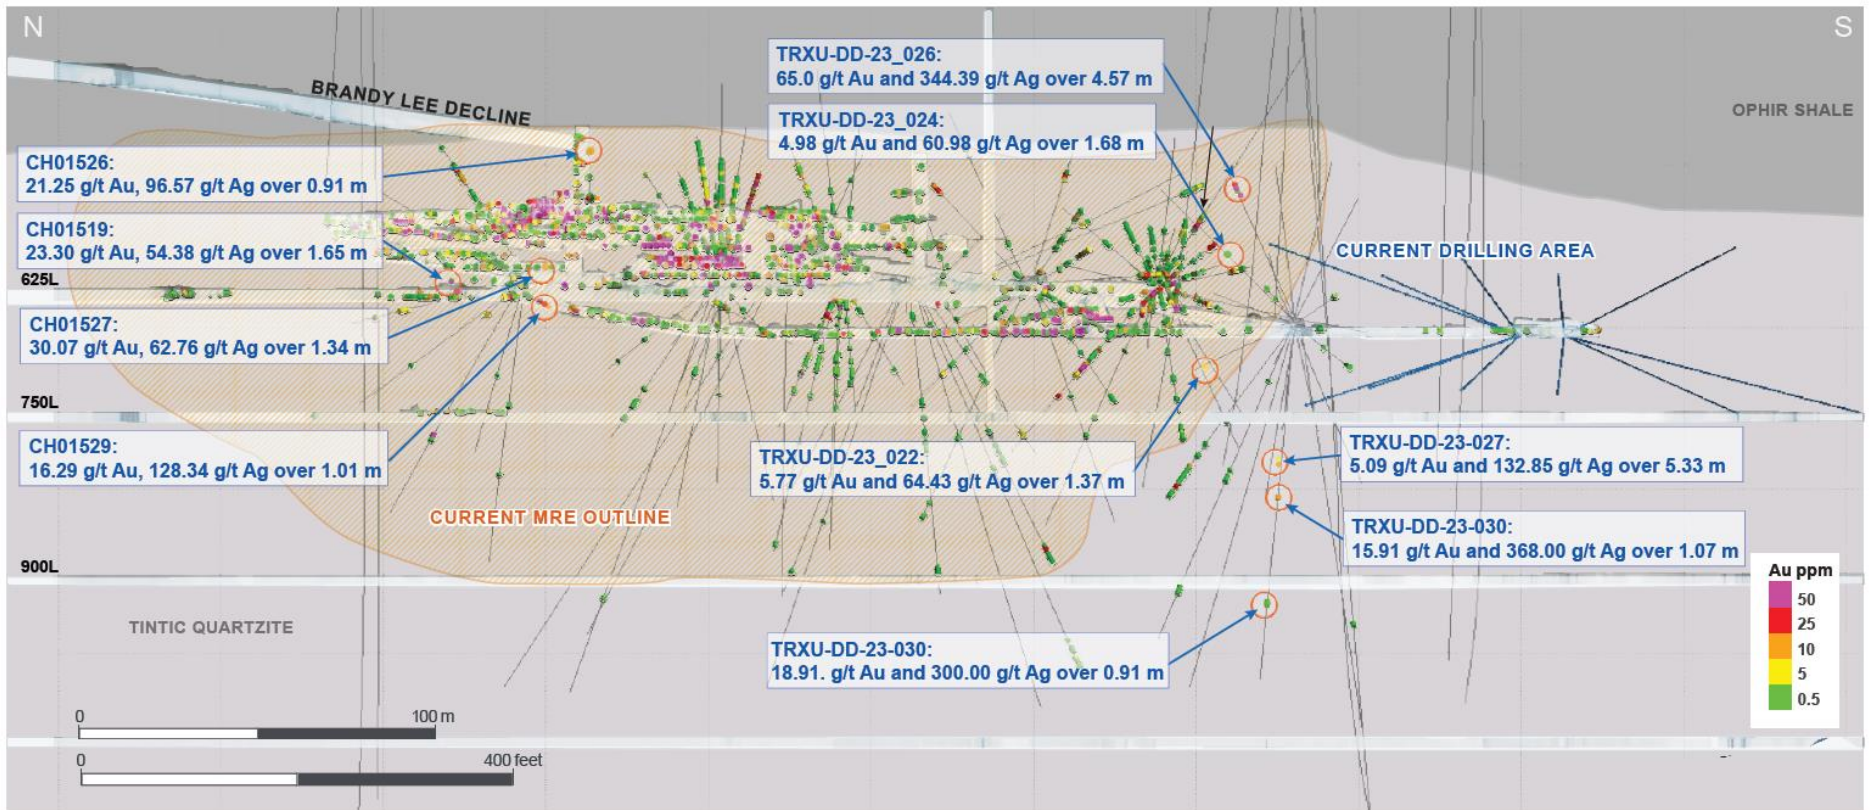 N
S
BRANDY LEE DECLINE
OPHIR SHALE
TRXU-DD-23_026:
65.0 g/t Au and 344.39 g/t Ag over 4.57 m
TRXU-DD-23_024:
4.98 g/t Au and 60.98 g/t Ag over 1.68 m
CH01526:
21.25 g/t Au, 96.57 g/t Ag over 0.91 m
CH01519:
23.30 g/t Au, 54.38 g/t Ag over 1.65 m
CURRENT DRILLING AREA
625L
CH01527:
30.07 g/t Au, 62.76 g/t Ag over 1.34 m
750L
CH01529:
16.29 g/t Au, 128.34 g/t Ag over 1.01 m
TRXU-DD-23_022:
5.77 g/t Au and 64.43 g/t Ag over 1.37 m
TRXU-DD-23-027:
5.09 g/t Au and 132.85 g/t Ag over 5.33 m
CURRENT MRE OUTLINE
TRXU-DD-23-030:
15.91 g/t Au and 368.00 g/t Ag over 1.07 m
900L
TINTIC QUARTZITE
TRXU-DD-23-030:
18.91. g/t Au and 300.00 g/t Ag over 0.91 m
Au ppm
50
25
10
5
0.5
0 100 m
0 400 feet